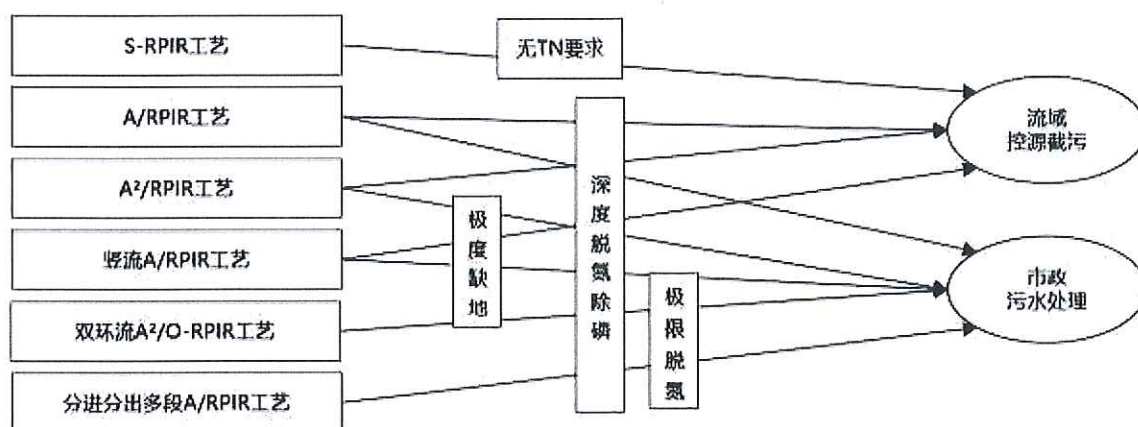 S-RPIR工艺
无TN要求
A/RPIR工艺
流域
控源截污
A²/RPIR工艺
深度脱氮除磷
极度缺地
竖流A/RPIR工艺
市政
污水处理
极限脱氮
双环流A²/O-RPIR工艺
分进分出多段A/RPIR工艺